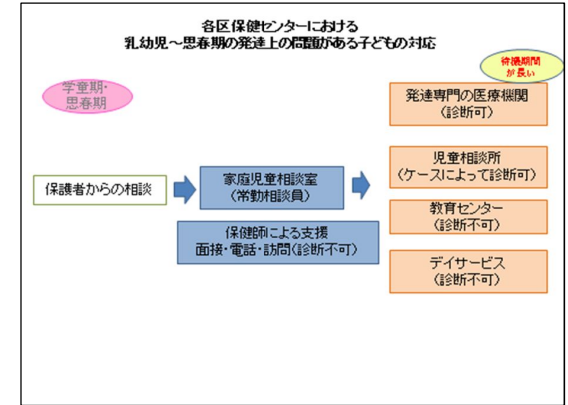 各区保健センターにおける
乳幼児～思春期の発達上の問題がある子どもの対応
待機期間
が長い
学童期・
思春期
発達専門の医療機関
（診断可）
児童相談所
（ケースによって診断可）
保護者からの相談
家庭児童相談室
（常勤相談員）
教育センター
（診断不可）
保健師による支援
面接・電話・訪問（診断不可）
デイサービス
（診断不可）